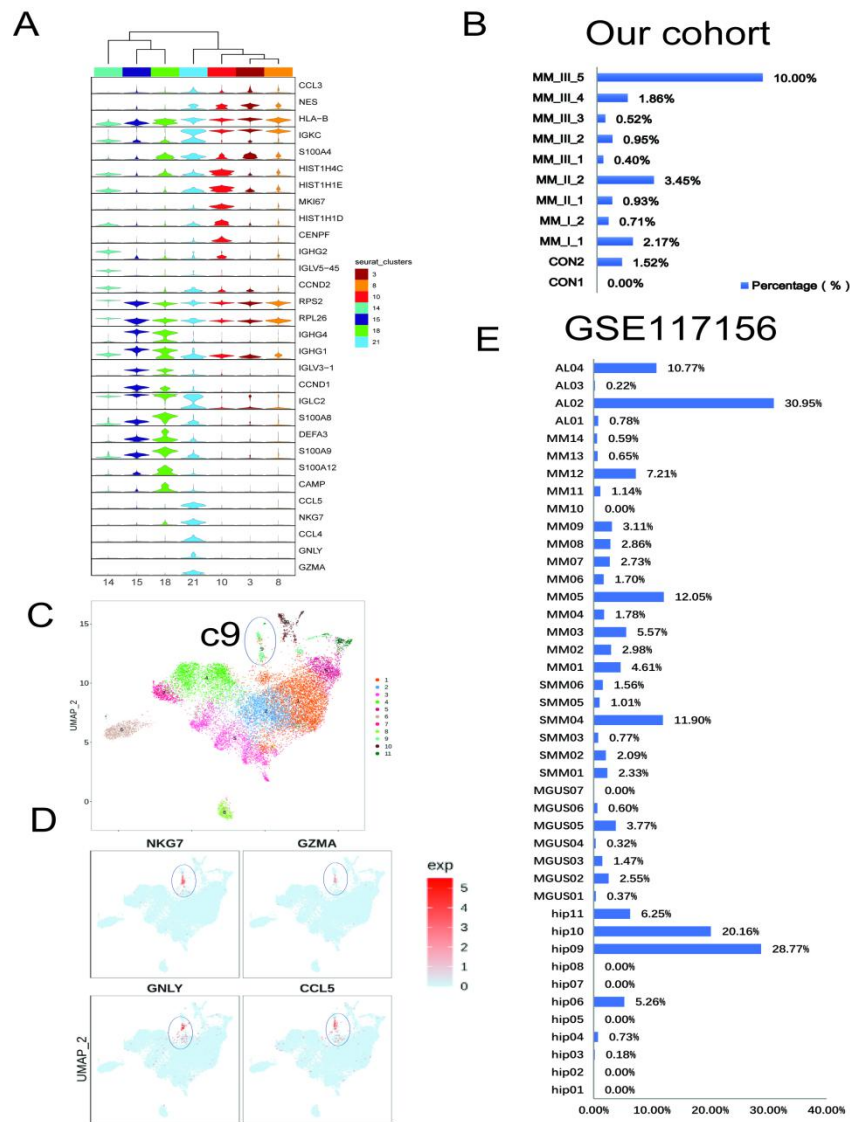 A
CCL3
NES
HLA-B
IGKC
S100A4
HIST1H4C
HIST1H1E
MKI67
HIST1H1D
CENPF
IGHG2
IGLV5-45
CCND2
RPS2
RPL26
IGHG4
IGHG1
IGLV3-1
CCND1
IGLC2
S100A8
DEFA3
S100A9
S100A12
CAMP
CCL5
NKG7
CCL4
GNLY
GZMA
14 15 18 21 10 3 8
seurat_clusters
3
8
10
14
15
18
21
B
Our cohort
MM_III_5 10.00%
MM_III_4 1.86%
MM_III_3 0.52%
MM_III_2 0.95%
MM_III_1 0.40%
MM_II_2 3.45%
MM_II_1 0.93%
MM_I_2 0.71%
MM_I_1 2.17%
CON2 1.52%
CON1 0.00%
Percentage ( % )
C
c9
UMAP_2
15
10
5
0
1
2
3
4
5
6
7
8
9
10
11
D
NKG7
GZMA
GNLY
CCL5
UMAP_2
exp
5
4
3
2
1
0
E
GSE117156
AL04 10.77%
AL03 0.22%
AL02 30.95%
AL01 0.78%
MM14 0.59%
MM13 0.65%
MM12 7.21%
MM11 1.14%
MM10 0.00%
MM09 3.11%
MM08 2.86%
MM07 2.73%
MM06 1.70%
MM05 12.05%
MM04 1.78%
MM03 5.57%
MM02 2.98%
MM01 4.61%
SMM06 1.56%
SMM05 1.01%
SMM04 11.90%
SMM03 0.77%
SMM02 2.09%
SMM01 2.33%
MGUS07 0.00%
MGUS06 0.60%
MGUS05 3.77%
MGUS04 0.32%
MGUS03 1.47%
MGUS02 2.55%
MGUS01 0.37%
hip11 6.25%
hip10 20.16%
hip09 28.77%
hip08 0.00%
hip07 0.00%
hip06 5.26%
hip05 0.00%
hip04 0.73%
hip03 0.18%
hip02 0.00%
hip01 0.00%
0.00% 10.00% 20.00% 30.00% 40.00%